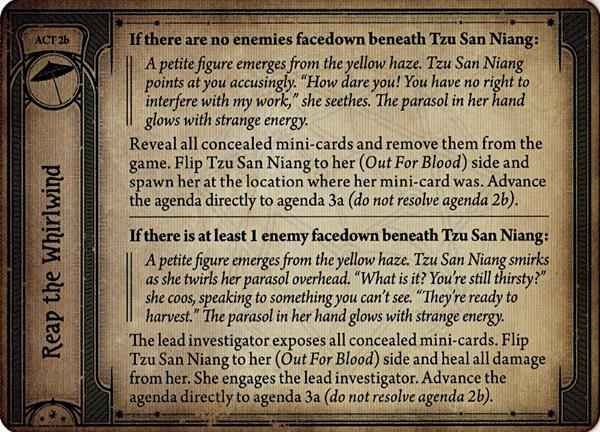 ACT 2b
Reap the Whirlwind
If there are no enemies facedown beneath Tzu San Niang:
A petite figure emerges from the yellow haze. Tzu San Niang
points at you accusingly. “How dare you! You have no right to
interfere with my work,” she seethes. The parasol in her hand
glows with strange energy.
Reveal all concealed mini-cards and remove them from the
game. Flip Tzu San Niang to her (Out For Blood) side and
spawn her at the location where her mini-card was. Advance
the agenda directly to agenda 3a (do not resolve agenda 2b).
If there is at least 1 enemy facedown beneath Tzu San Niang:
A petite figure emerges from the yellow haze. Tzu San Niang smirks
as she twirls her parasol overhead. “What is it? You’re still thirsty?”
she coos, speaking to something you can’t see. “They’re ready to
harvest.” The parasol in her hand glows with strange energy.
The lead investigator exposes all concealed mini-cards. Flip
Tzu San Niang to her (Out For Blood) side and heal all damage
from her. She engages the lead investigator. Advance the
agenda directly to agenda 3a (do not resolve agenda 2b).